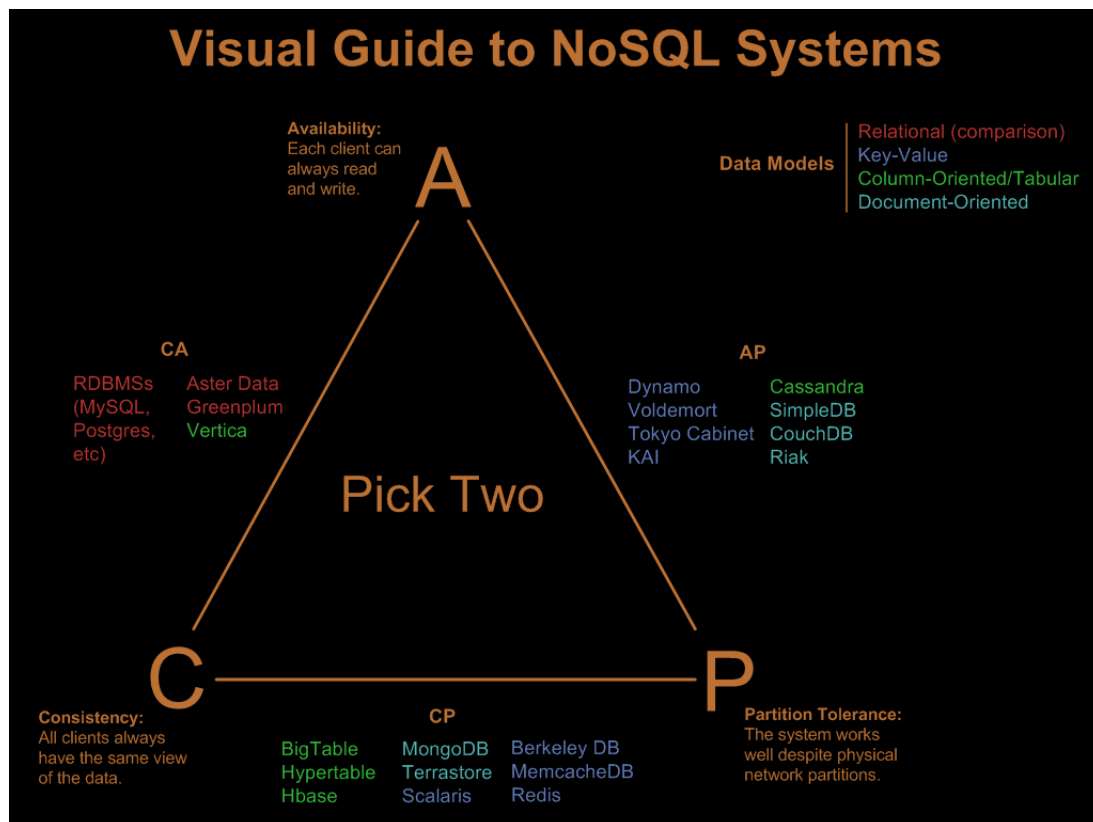 Visual Guide to NoSQL Systems
Availability:
Each client can
always read
and write.
A
Data Models
Relational (comparison)
Key-Value
Column-Oriented/Tabular
Document-Oriented
CA
RDBMSs
(MySQL,
Postgres,
etc)
Aster Data
Greenplum
Vertica
AP
Dynamo
Voldemort
Tokyo Cabinet
KAI
Cassandra
SimpleDB
CouchDB
Riak
Pick Two
C
Consistency:
All clients always
have the same view
of the data.
CP
BigTable
Hypertable
Hbase
MongoDB
Terrastore
Scalaris
Berkeley DB
MemcacheDB
Redis
P
Partition Tolerance:
The system works
well despite physical
network partitions.